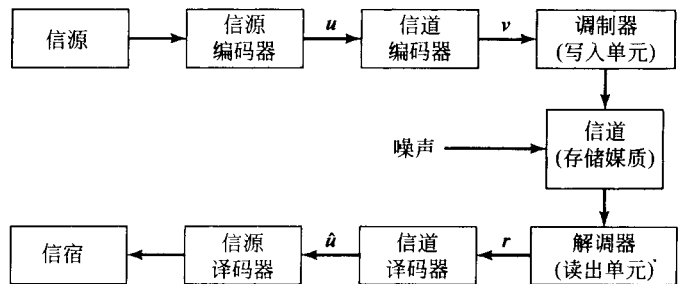 信源
信源
编码器
u
信道
编码器
v
调制器
(写入单元)
噪声
信道
(存储媒质)
信宿
信源
译码器
û
信道
译码器
r
解调器
(读出单元)